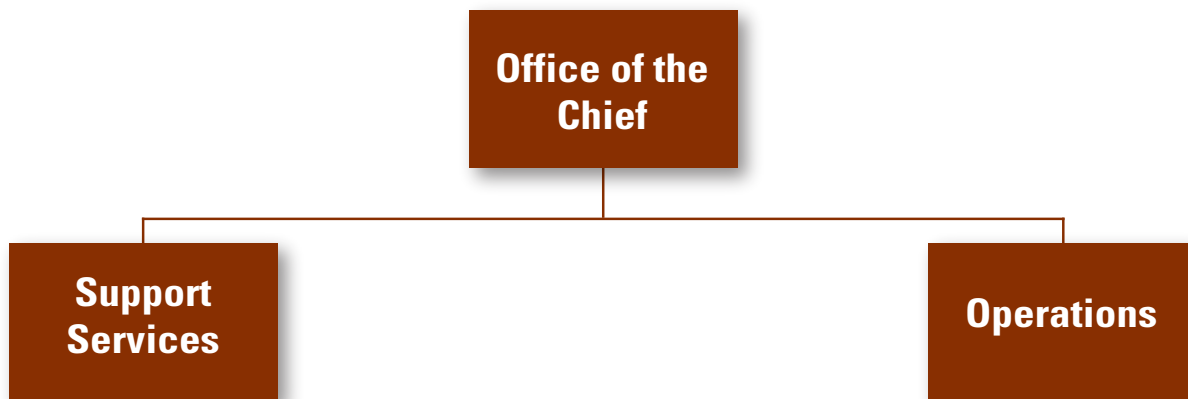 Office of the
Chief
Support
Services
Operations